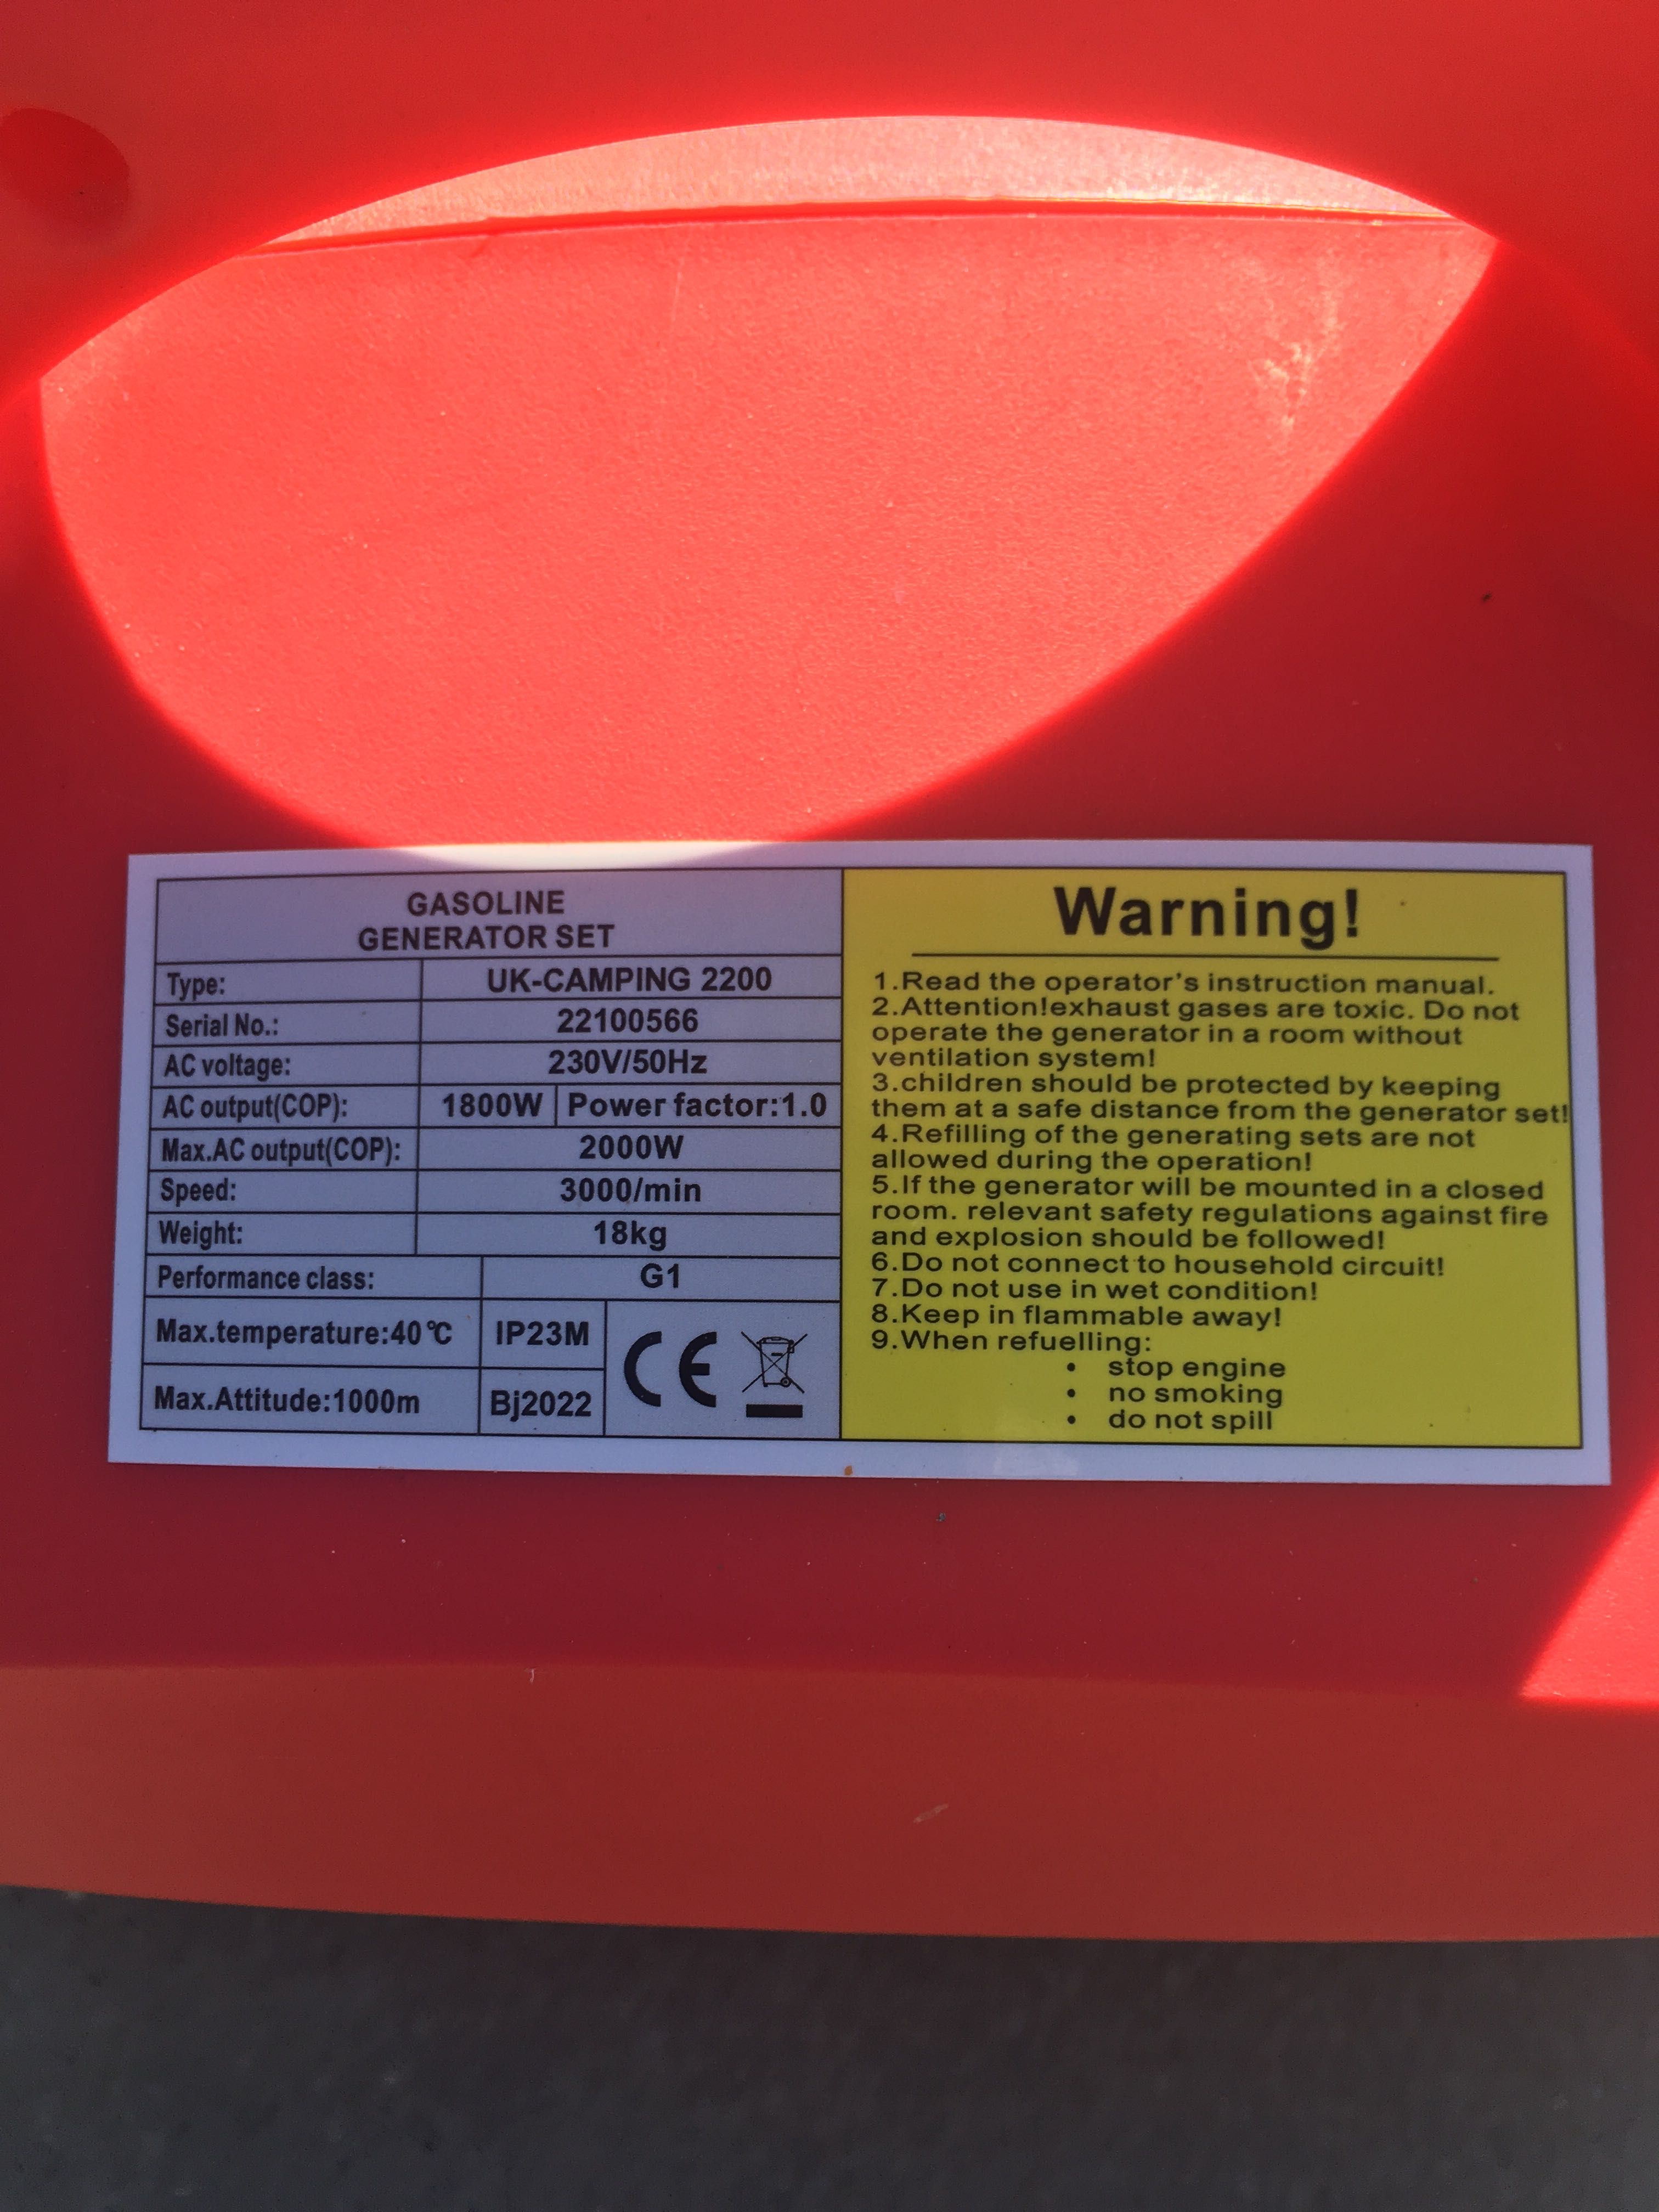 GASOLINE
GENERATOR SET
Type: UK-CAMPING 2200
Serial No.: 22100566
AC voltage: 230V/50Hz
AC output(COP): 1800W Power factor:1.0
Max.AC output(COP): 2000W
Speed: 3000/min
Weight: 18kg
Performance class: G1
Max.temperature:40℃ IP23M
Max.Attitude:1000m Bj2022
CE
Warning!
1.Read the operator's instruction manual.
2.Attention!exhaust gases are toxic. Do not
operate the generator in a room without
ventilation system!
3.children should be protected by keeping
them at a safe distance from the generator set!
4.Refilling of the generating sets are not
allowed during the operation!
5.If the generator will be mounted in a closed
room. relevant safety regulations against fire
and explosion should be followed!
6.Do not connect to household circuit!
7.Do not use in wet condition!
8.Keep in flammable away!
9.When refuelling:
• stop engine
• no smoking
• do not spill